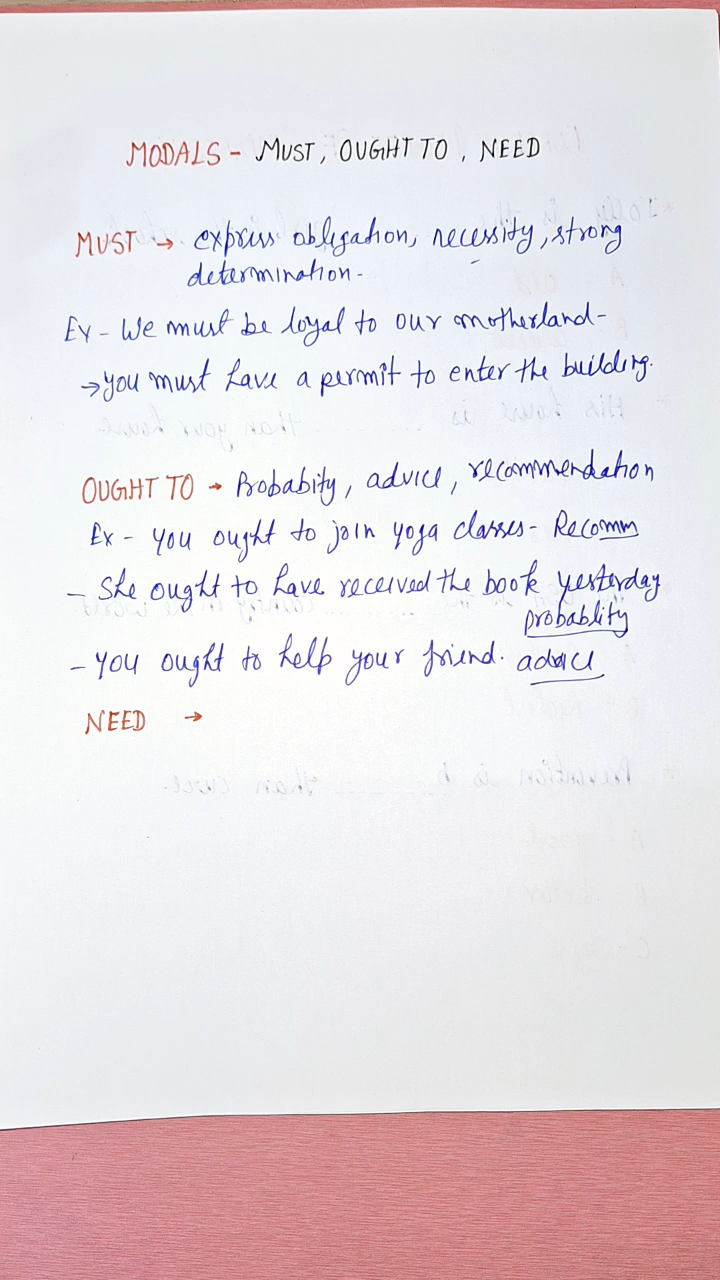 MODALS - MUST, OUGHT TO, NEED
MUST → express obligation, necessity, strong
determination-
Ex - We must be loyal to our motherland-
→ you must have a permit to enter the building.
OUGHT TO → Probabity, advice, recommendation
Ex - you ought to join yoga classes- Recomm
- She ought to have received the book yesterday
probablity
- You ought to help your friend. advice
NEED →